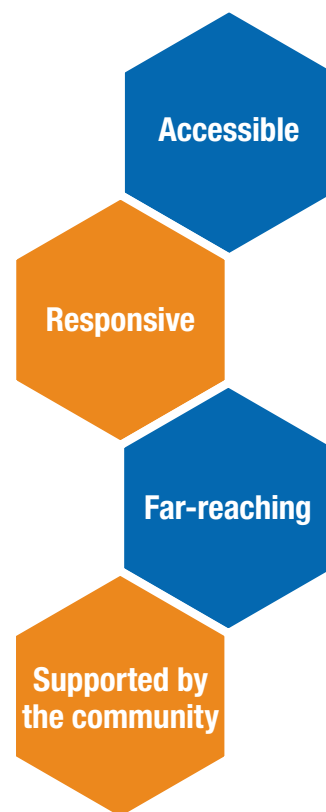 Accessible
Responsive
Far-reaching
Supported by
the community